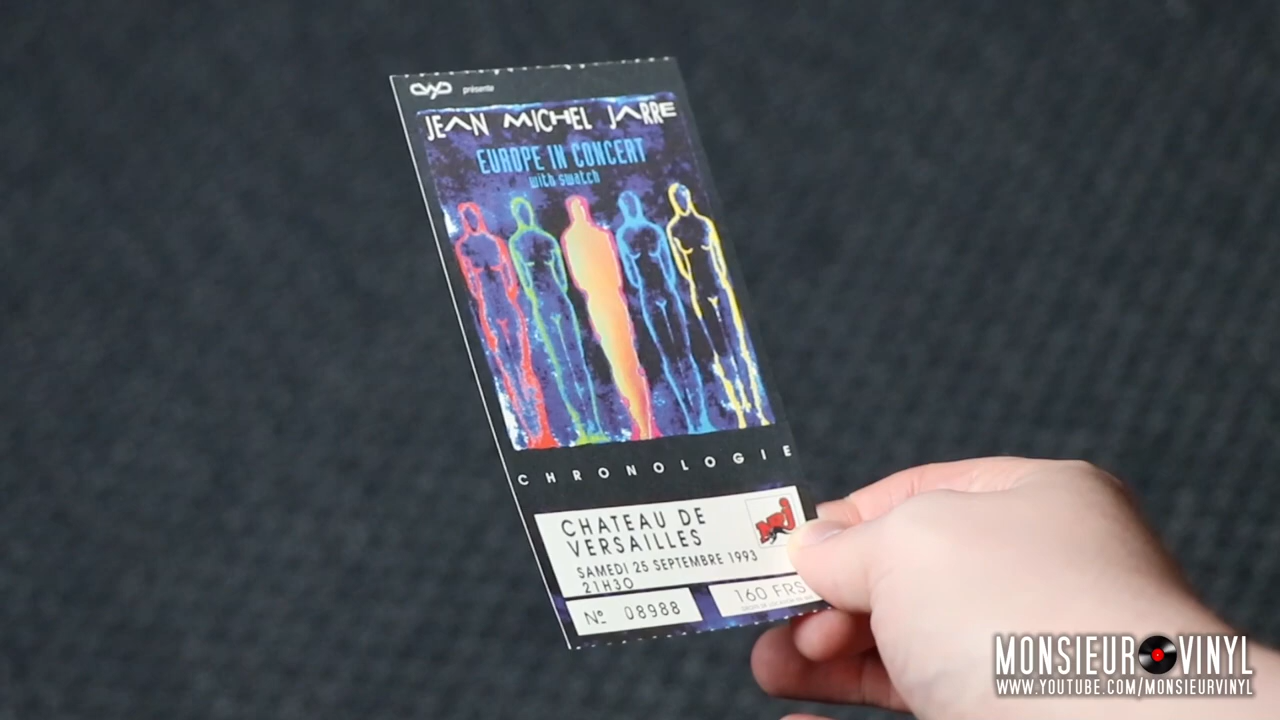 présente
JEAN MICHEL JARRE
EUROPE IN CONCERT
with swatch
CHRONOLOGIE
CHATEAU DE
VERSAILLES
NRJ
SAMEDI 25 SEPTEMBRE 1993
21H30
Nº 08988
160 FRS
MONSIEUR VINYL
WWW.YOUTUBE.COM/MONSIEURVINYL